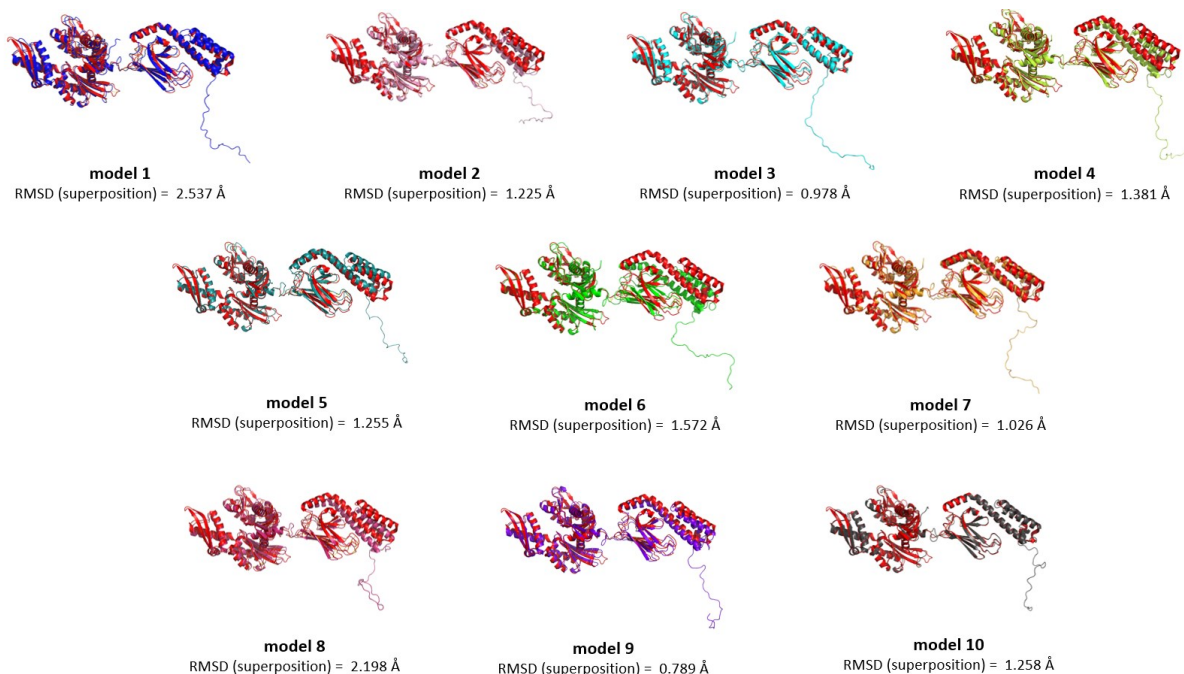 model 1
RMSD (superposition) = 2.537 Å
model 2
RMSD (superposition) = 1.225 Å
model 3
RMSD (superposition) = 0.978 Å
model 4
RMSD (superposition) = 1.381 Å
model 5
RMSD (superposition) = 1.255 Å
model 6
RMSD (superposition) = 1.572 Å
model 7
RMSD (superposition) = 1.026 Å
model 8
RMSD (superposition) = 2.198 Å
model 9
RMSD (superposition) = 0.789 Å
model 10
RMSD (superposition) = 1.258 Å